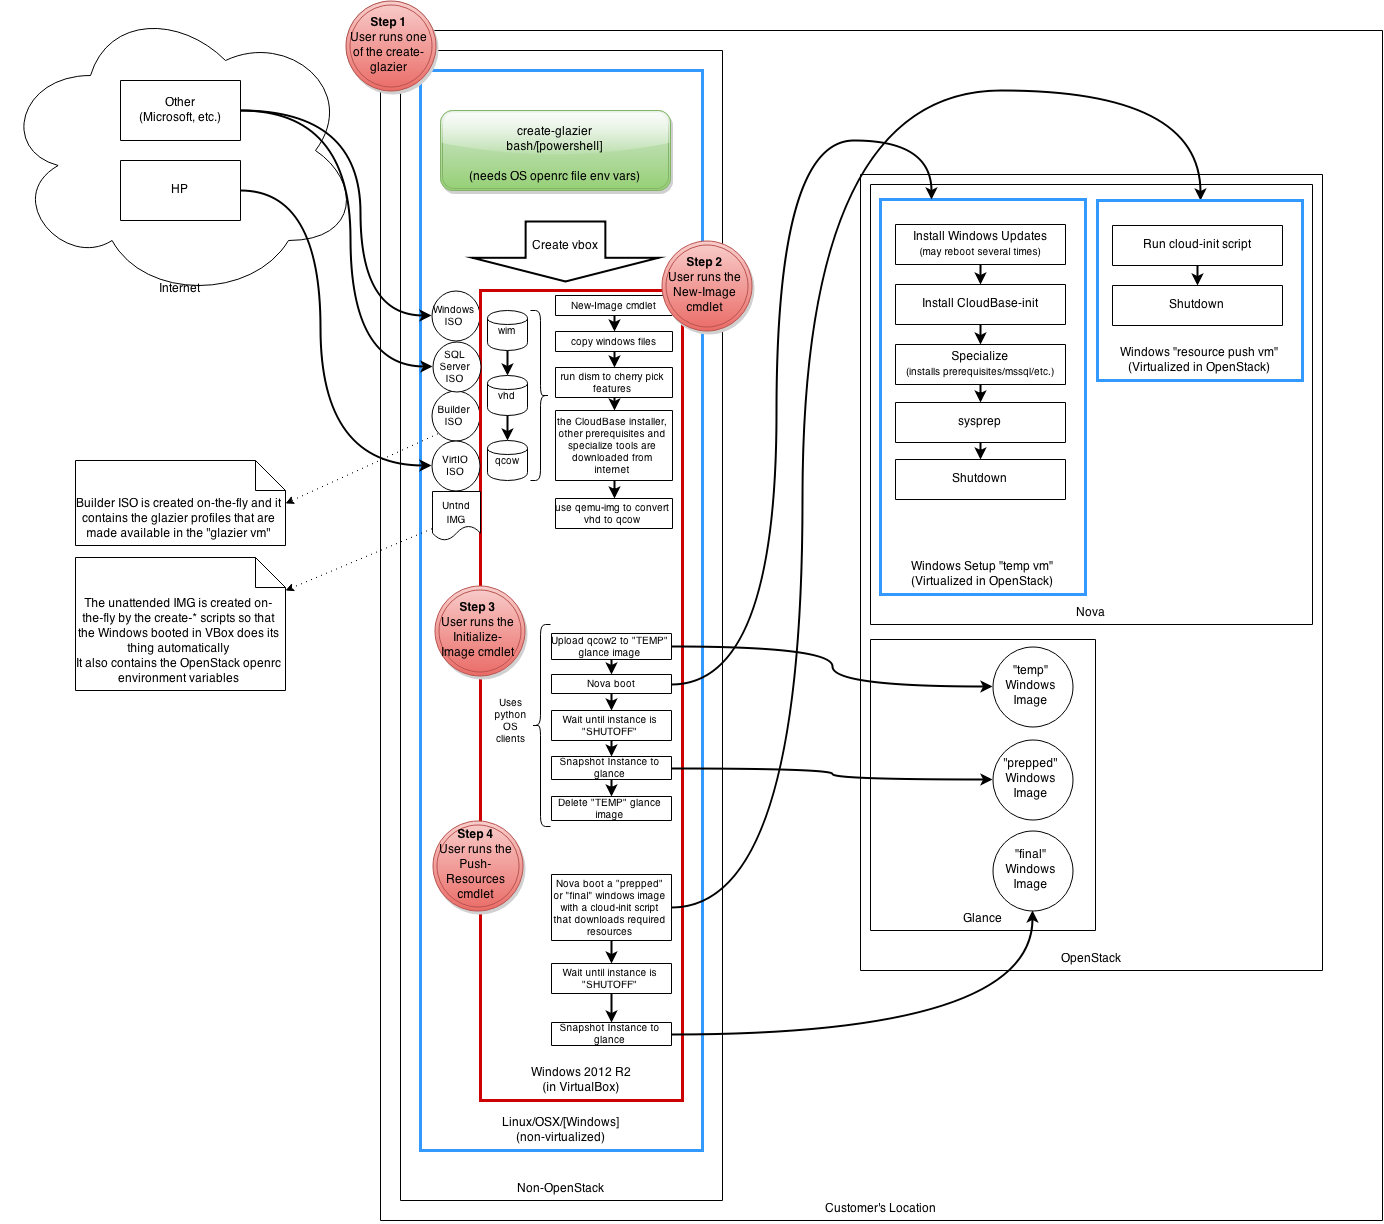 Step 1
User runs one
of the create-
glazier
Other
(Microsoft, etc.)
HP
Internet
create-glazier
bash/[powershell]
(needs OS openrc file env vars)
Create vbox
Step 2
User runs the
New-Image
cmdlet
Windows
ISO
SQL
Server
ISO
Builder
ISO
VirtIO
ISO
Untnd
IMG
wim
vhd
qcow
New-Image cmdlet
copy windows files
run dism to cherry pick
features
the CloudBase installer,
other prerequisites and
specialize tools are
downloaded from
internet
use qemu-img to convert
vhd to qcow
Builder ISO is created on-the-fly and it
contains the glazier profiles that are
made available in the "glazier vm"
The unattended IMG is created on-
the-fly by the create-* scripts so that
the Windows booted in VBox does its
thing automatically
It also contains the OpenStack openrc
environment variables
Step 3
User runs the
Initialize-
Image cmdlet
Uses
python
OS
clients
Upload qcow2 to "TEMP"
glance image
Nova boot
Wait until instance is
"SHUTOFF"
Snapshot Instance to
glance
Delete "TEMP" glance
image
Step 4
User runs the
Push-
Resources
cmdlet
Nova boot a "prepped"
or "final" windows image
with a cloud-init script
that downloads required
resources
Wait until instance is
"SHUTOFF"
Snapshot Instance to
glance
Windows 2012 R2
(in VirtualBox)
Linux/OSX/[Windows]
(non-virtualized)
Non-OpenStack
Install Windows Updates
(may reboot several times)
Install CloudBase-init
Specialize
(installs prerequisites/mssql/etc.)
sysprep
Shutdown
Windows Setup "temp vm"
(Virtualized in OpenStack)
Run cloud-init script
Shutdown
Windows "resource push vm"
(Virtualized in OpenStack)
Nova
"temp"
Windows
Image
"prepped"
Windows
Image
"final"
Windows
Image
Glance
OpenStack
Customer's Location